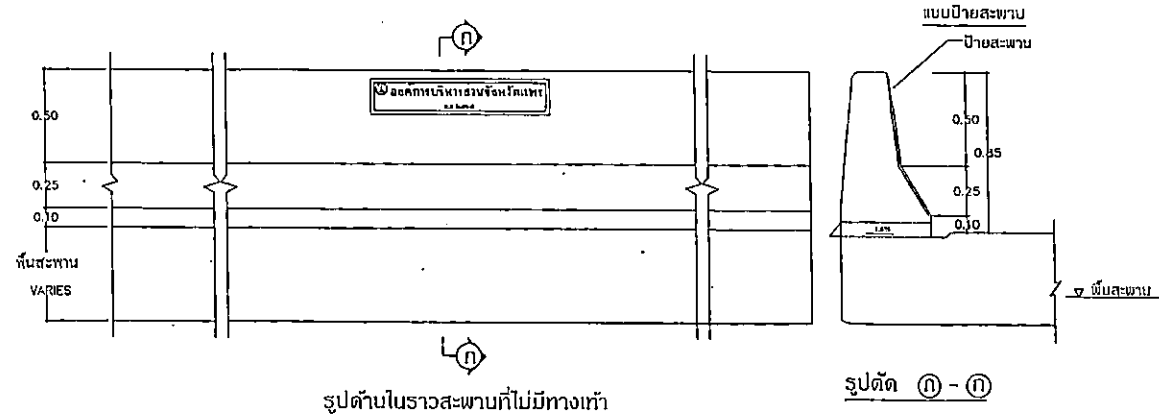 ก
แบบป้ายสะพาน
ป้ายสะพาน
องค์การบริหารส่วนจังหวัดแพร่
0.50
0.25
0.10
พื้นสะพาน
VARIES
0.50
0.85
0.25
0.10
พื้นสะพาน
ก
รูปด้านในราวสะพานที่ไม่มีทางเท้า
รูปตัด ก - ก